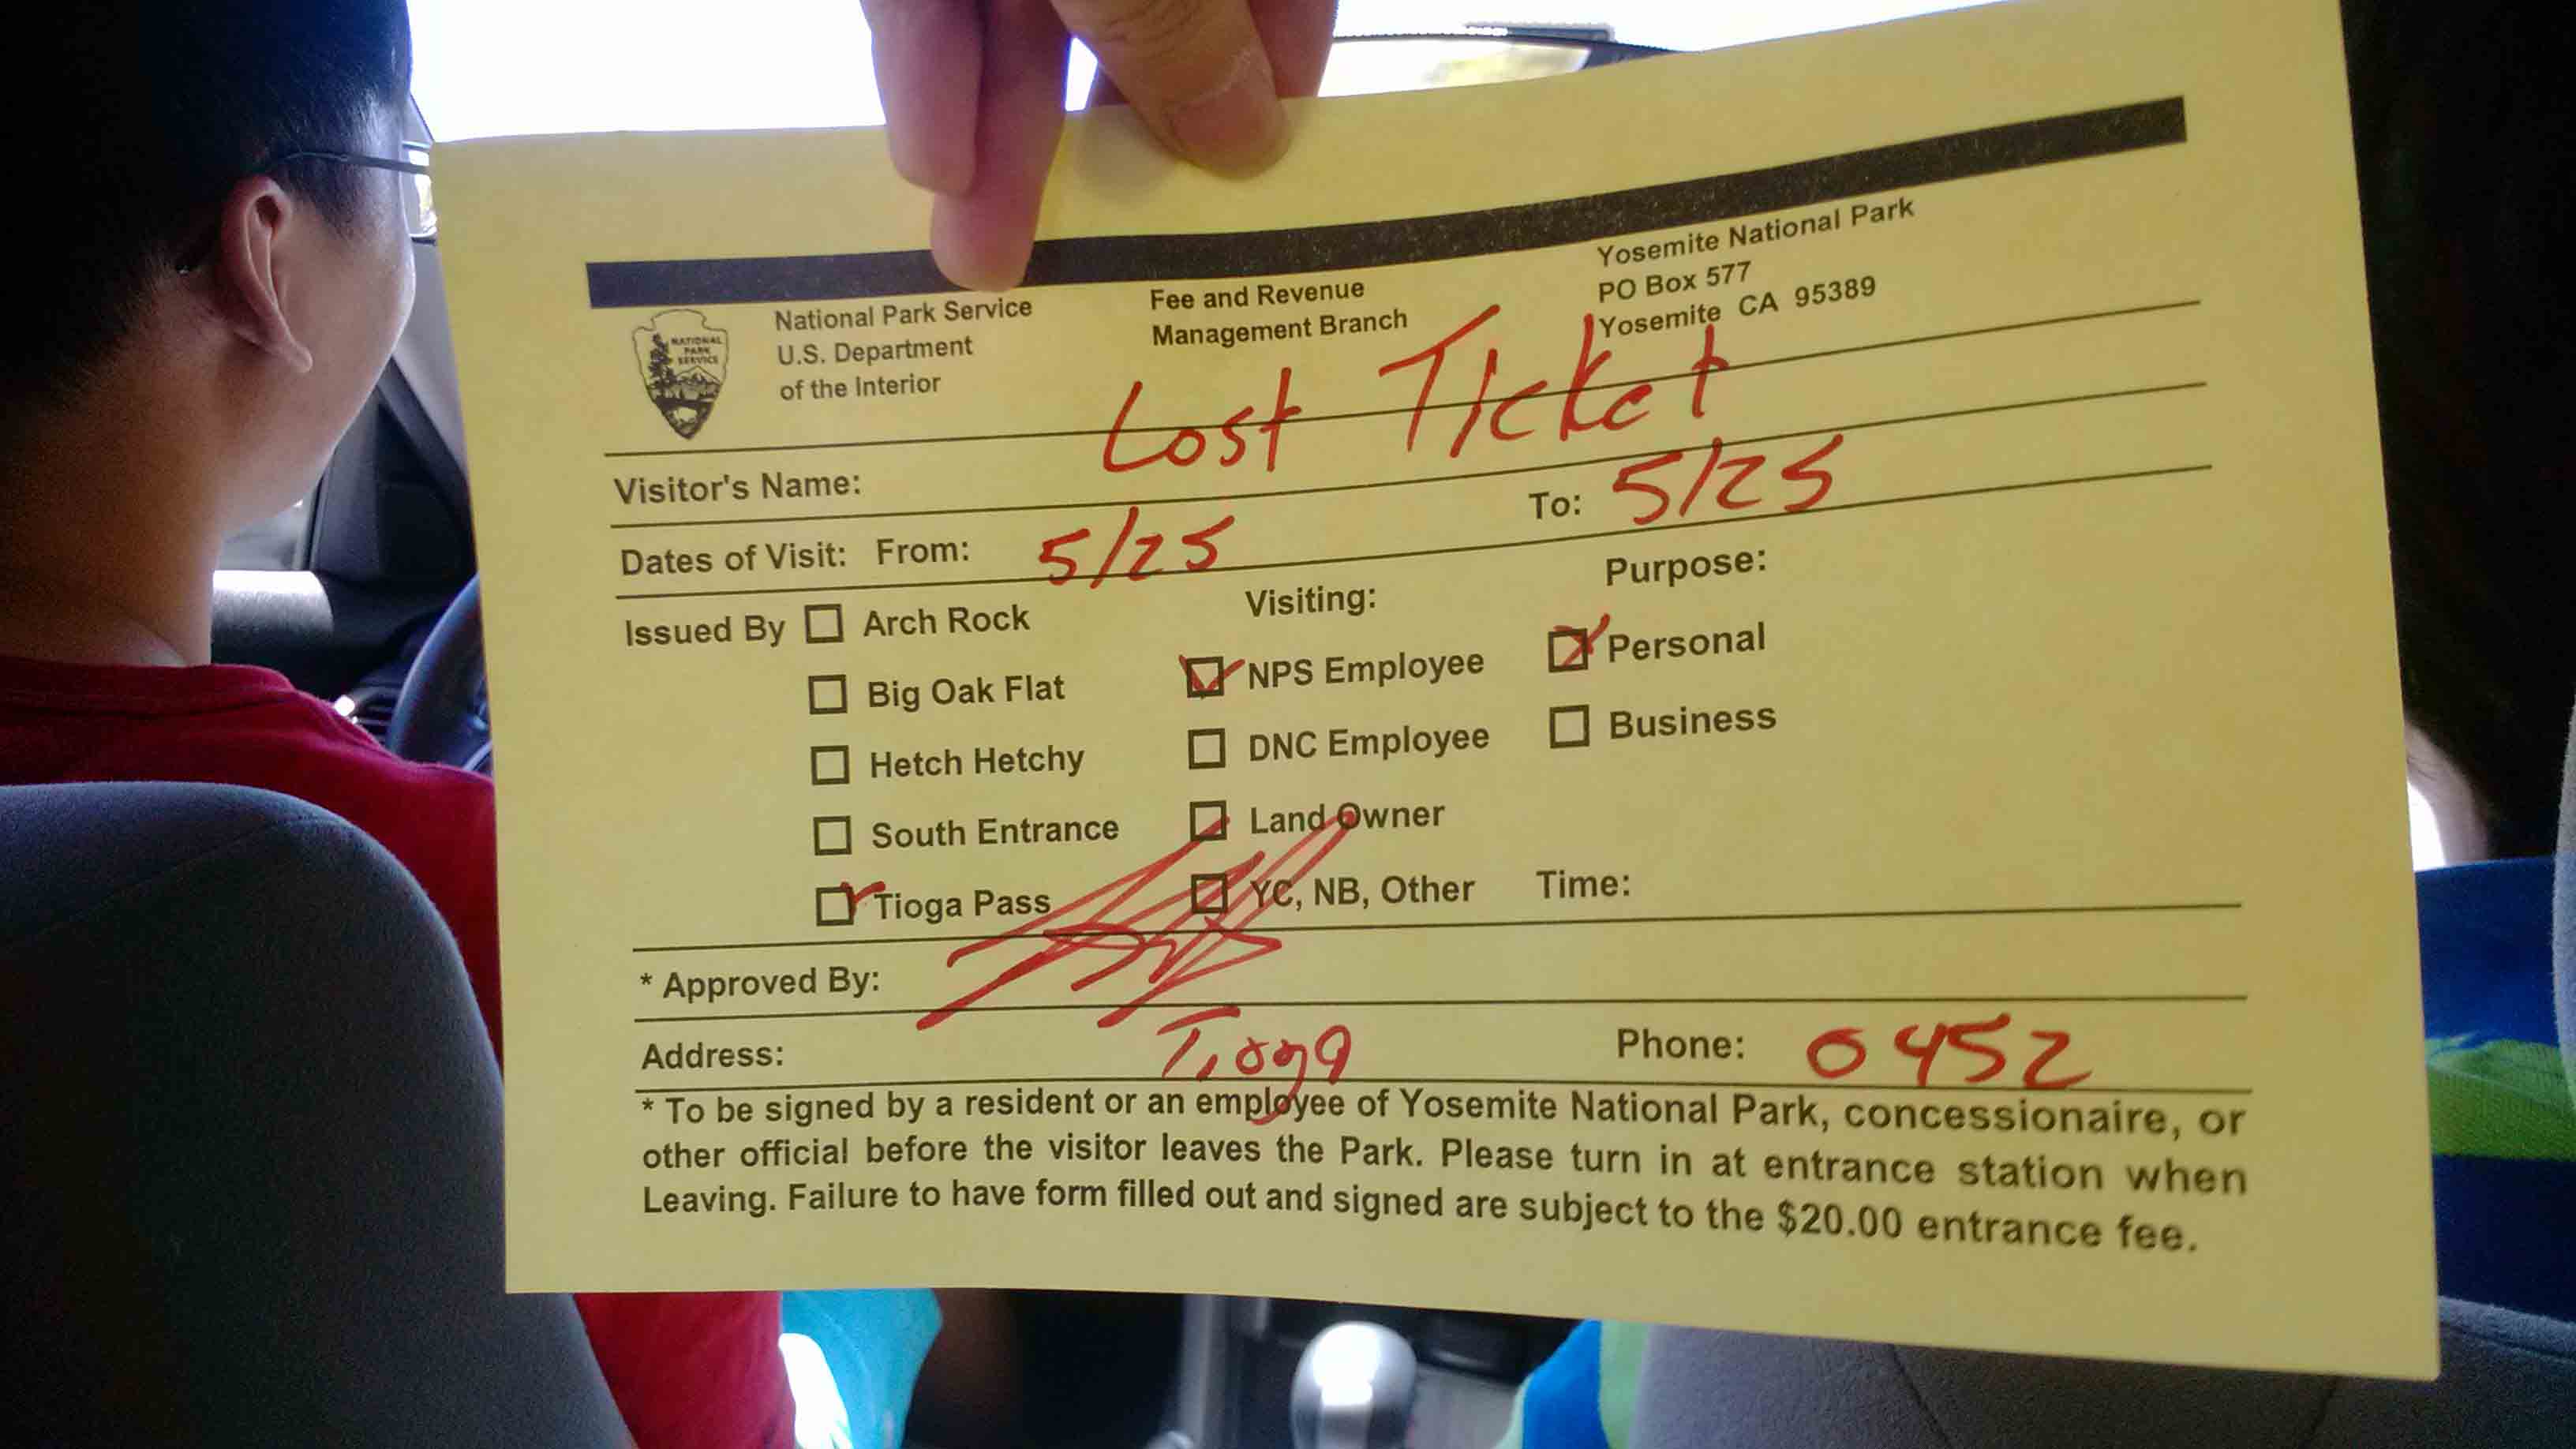 National Park Service
U.S. Department
of the Interior
Fee and Revenue
Management Branch
Yosemite National Park
PO Box 577
Yosemite CA 95389
NATIONAL
PARK
SERVICE
Lost Ticket
Visitor's Name:
Dates of Visit: From: 5/25 To: 5/25
Issued By
Arch Rock
Big Oak Flat
Hetch Hetchy
South Entrance
Tioga Pass
Visiting:
NPS Employee
DNC Employee
Land Owner
YC, NB, Other
Purpose:
Personal
Business
Time:
* Approved By:
Address: Tioga Phone: 0452
* To be signed by a resident or an employee of Yosemite National Park, concessionaire, or
other official before the visitor leaves the Park. Please turn in at entrance station when
Leaving. Failure to have form filled out and signed are subject to the $20.00 entrance fee.